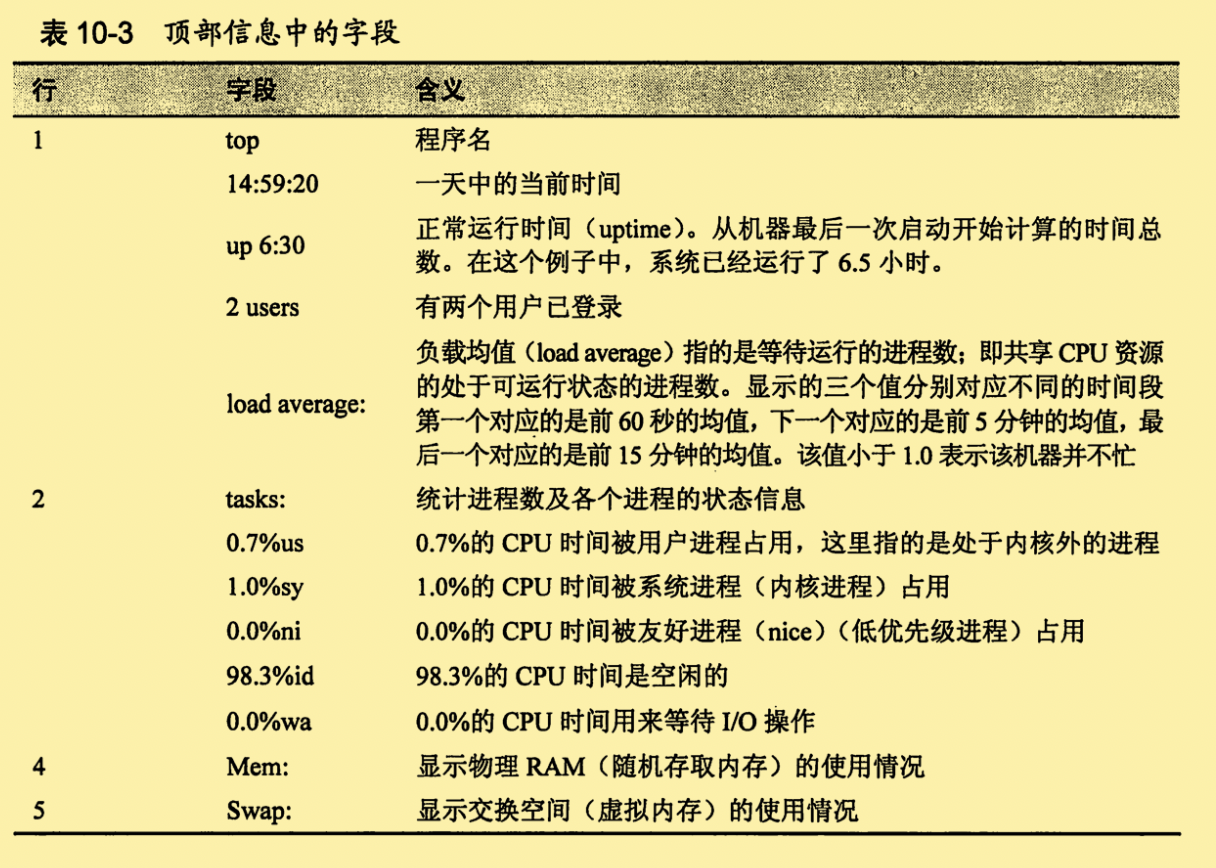 表 10-3 顶部信息中的字段
行 字段 含义
1 top 程序名
14:59:20 一天中的当前时间
up 6:30 正常运行时间（uptime）。从机器最后一次启动开始计算的时间总
数。在这个例子中，系统已经运行了 6.5 小时。
2 users 有两个用户已登录
load average: 负载均值（load average）指的是等待运行的进程数；即共享 CPU 资源
的处于可运行状态的进程数。显示的三个值分别对应不同的时间段
第一个对应的是前 60 秒的均值，下一个对应的是前 5 分钟的均值，最
后一个对应的是前 15 分钟的均值。该值小于 1.0 表示该机器并不忙
2 tasks: 统计进程数及各个进程的状态信息
0.7%us 0.7%的 CPU 时间被用户进程占用，这里指的是处于内核外的进程
1.0%sy 1.0%的 CPU 时间被系统进程（内核进程）占用
0.0%ni 0.0%的 CPU 时间被友好进程（nice）（低优先级进程）占用
98.3%id 98.3%的 CPU 时间是空闲的
0.0%wa 0.0%的 CPU 时间用来等待 I/O 操作
4 Mem: 显示物理 RAM（随机存取内存）的使用情况
5 Swap: 显示交换空间（虚拟内存）的使用情况